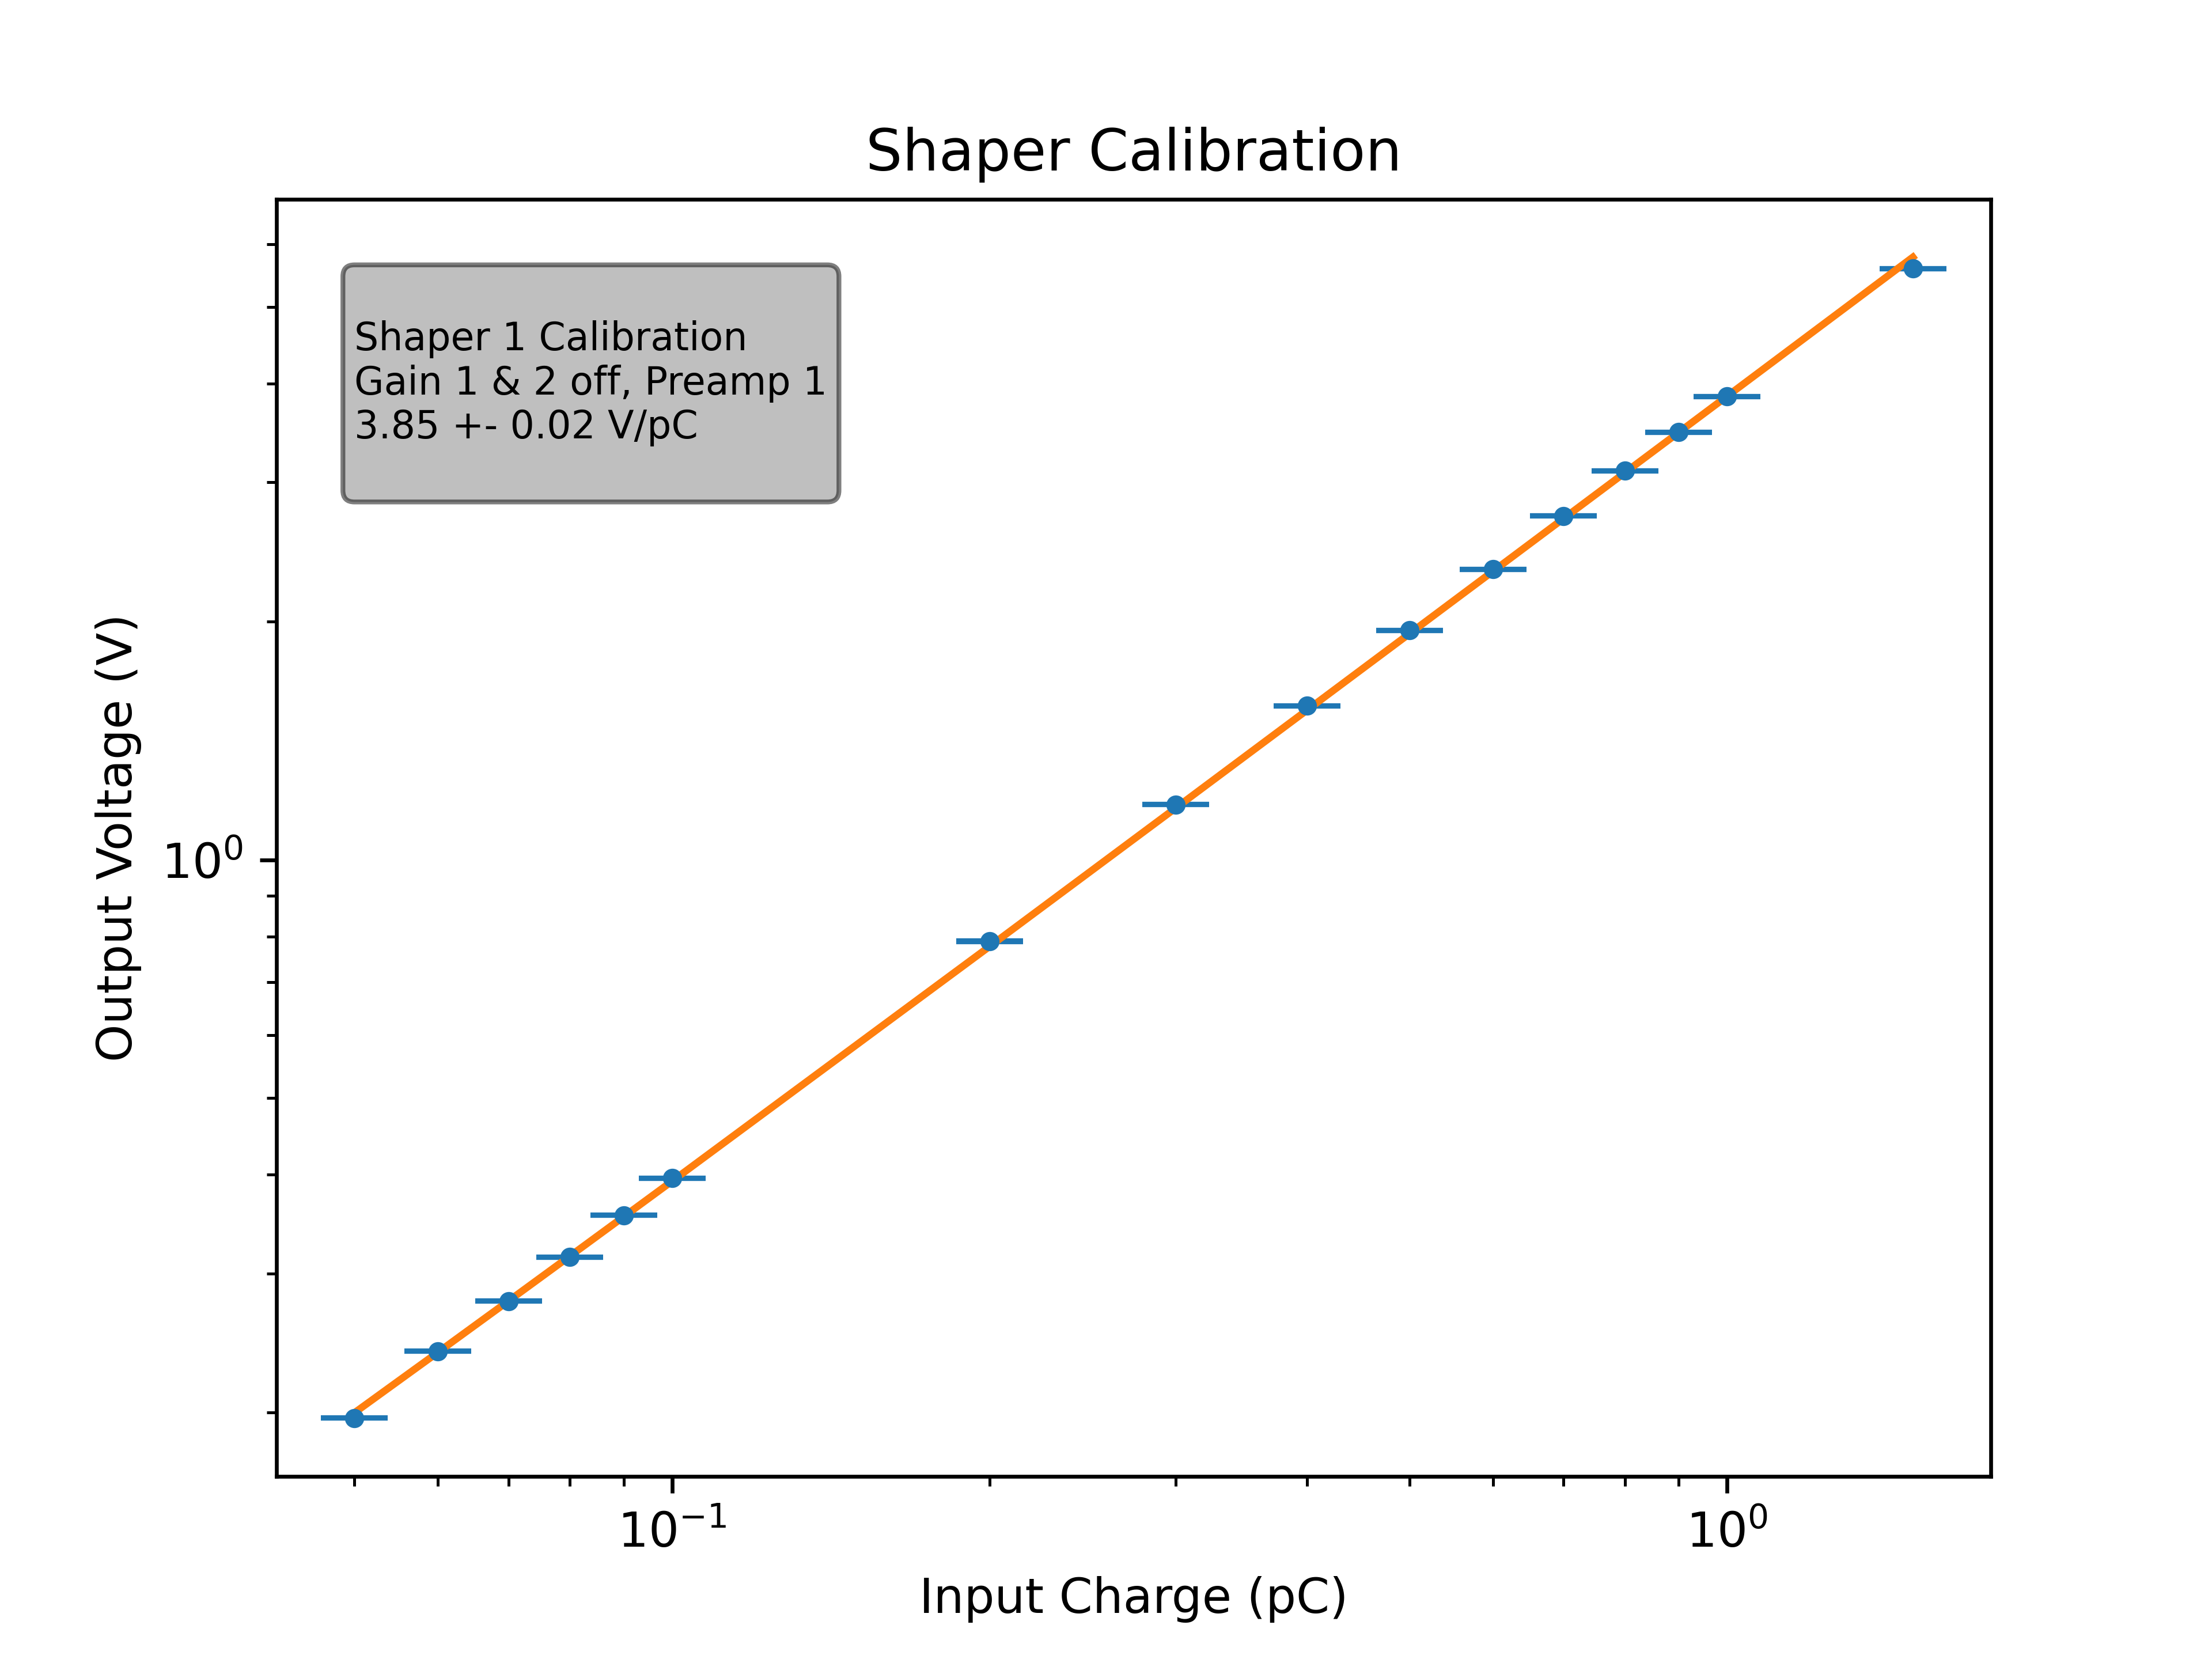 Shaper Calibration
Shaper 1 Calibration
Gain 1 & 2 off, Preamp 1
3.85 +- 0.02 V/pC
Output Voltage (V)
10⁰
10⁻¹
10⁰
Input Charge (pC)